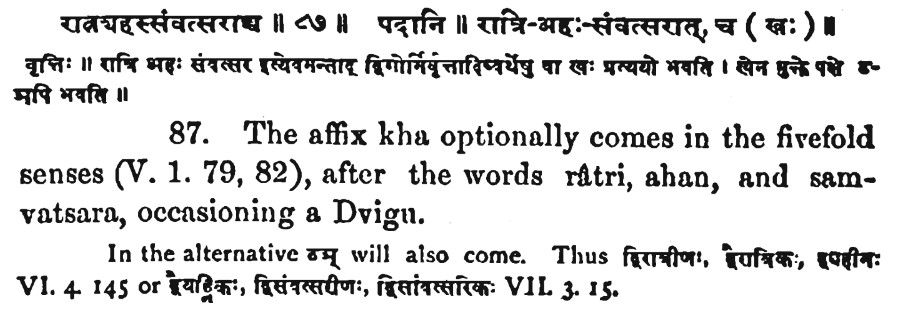 रात्र्यहस्संवत्सराच्च ॥ ८७ ॥ पदानि ॥ रात्रि-अहः-संवत्सरात्, च ( खः ) ॥
वृत्तिः ॥ रात्रि अहः संवत्सर इत्येवमन्ताद् द्विगोर्निर्वृत्तादिष्वर्थेषु वा खः प्रत्ययो भवति । खेन मुक्ते पक्षे ठ-
ञपि भवति ॥
87. The affix kha optionally comes in the fivefold
senses (V. 1. 79, 82), after the words râtri, ahan, and sam-
vatsara, occasioning a Dvigu.
In the alternative ठञ् will also come. Thus द्विरात्रीणः, द्वैरात्रिकः, द्व्यहीनः
VI. 4 145 or द्वैयह्निकः, द्विसंवत्सरीणः, द्विसांवत्सरिकः VII. 3. 15.